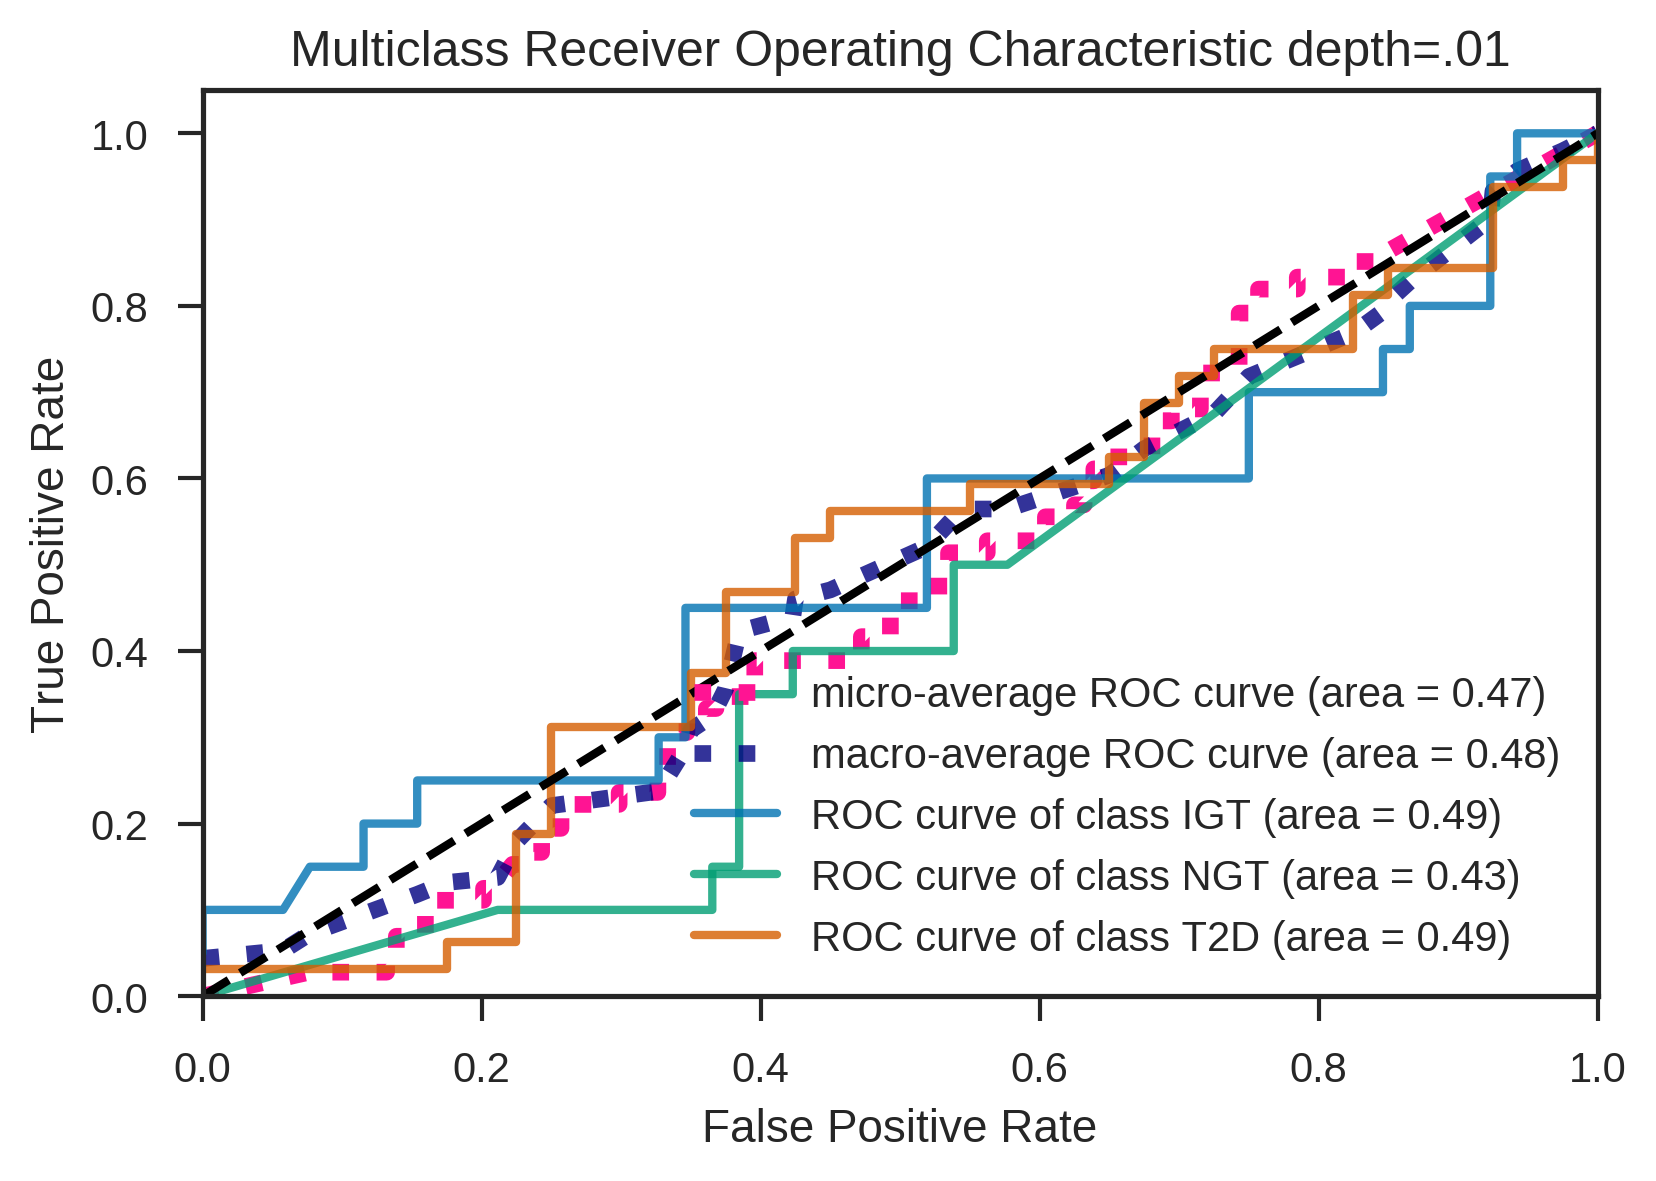 Multiclass Receiver Operating Characteristic depth=.01
1.0
0.8
0.6
0.4
0.2
0.0
True Positive Rate
micro-average ROC curve (area = 0.47)
macro-average ROC curve (area = 0.48)
ROC curve of class IGT (area = 0.49)
ROC curve of class NGT (area = 0.43)
ROC curve of class T2D (area = 0.49)
0.0 0.2 0.4 0.6 0.8 1.0
False Positive Rate